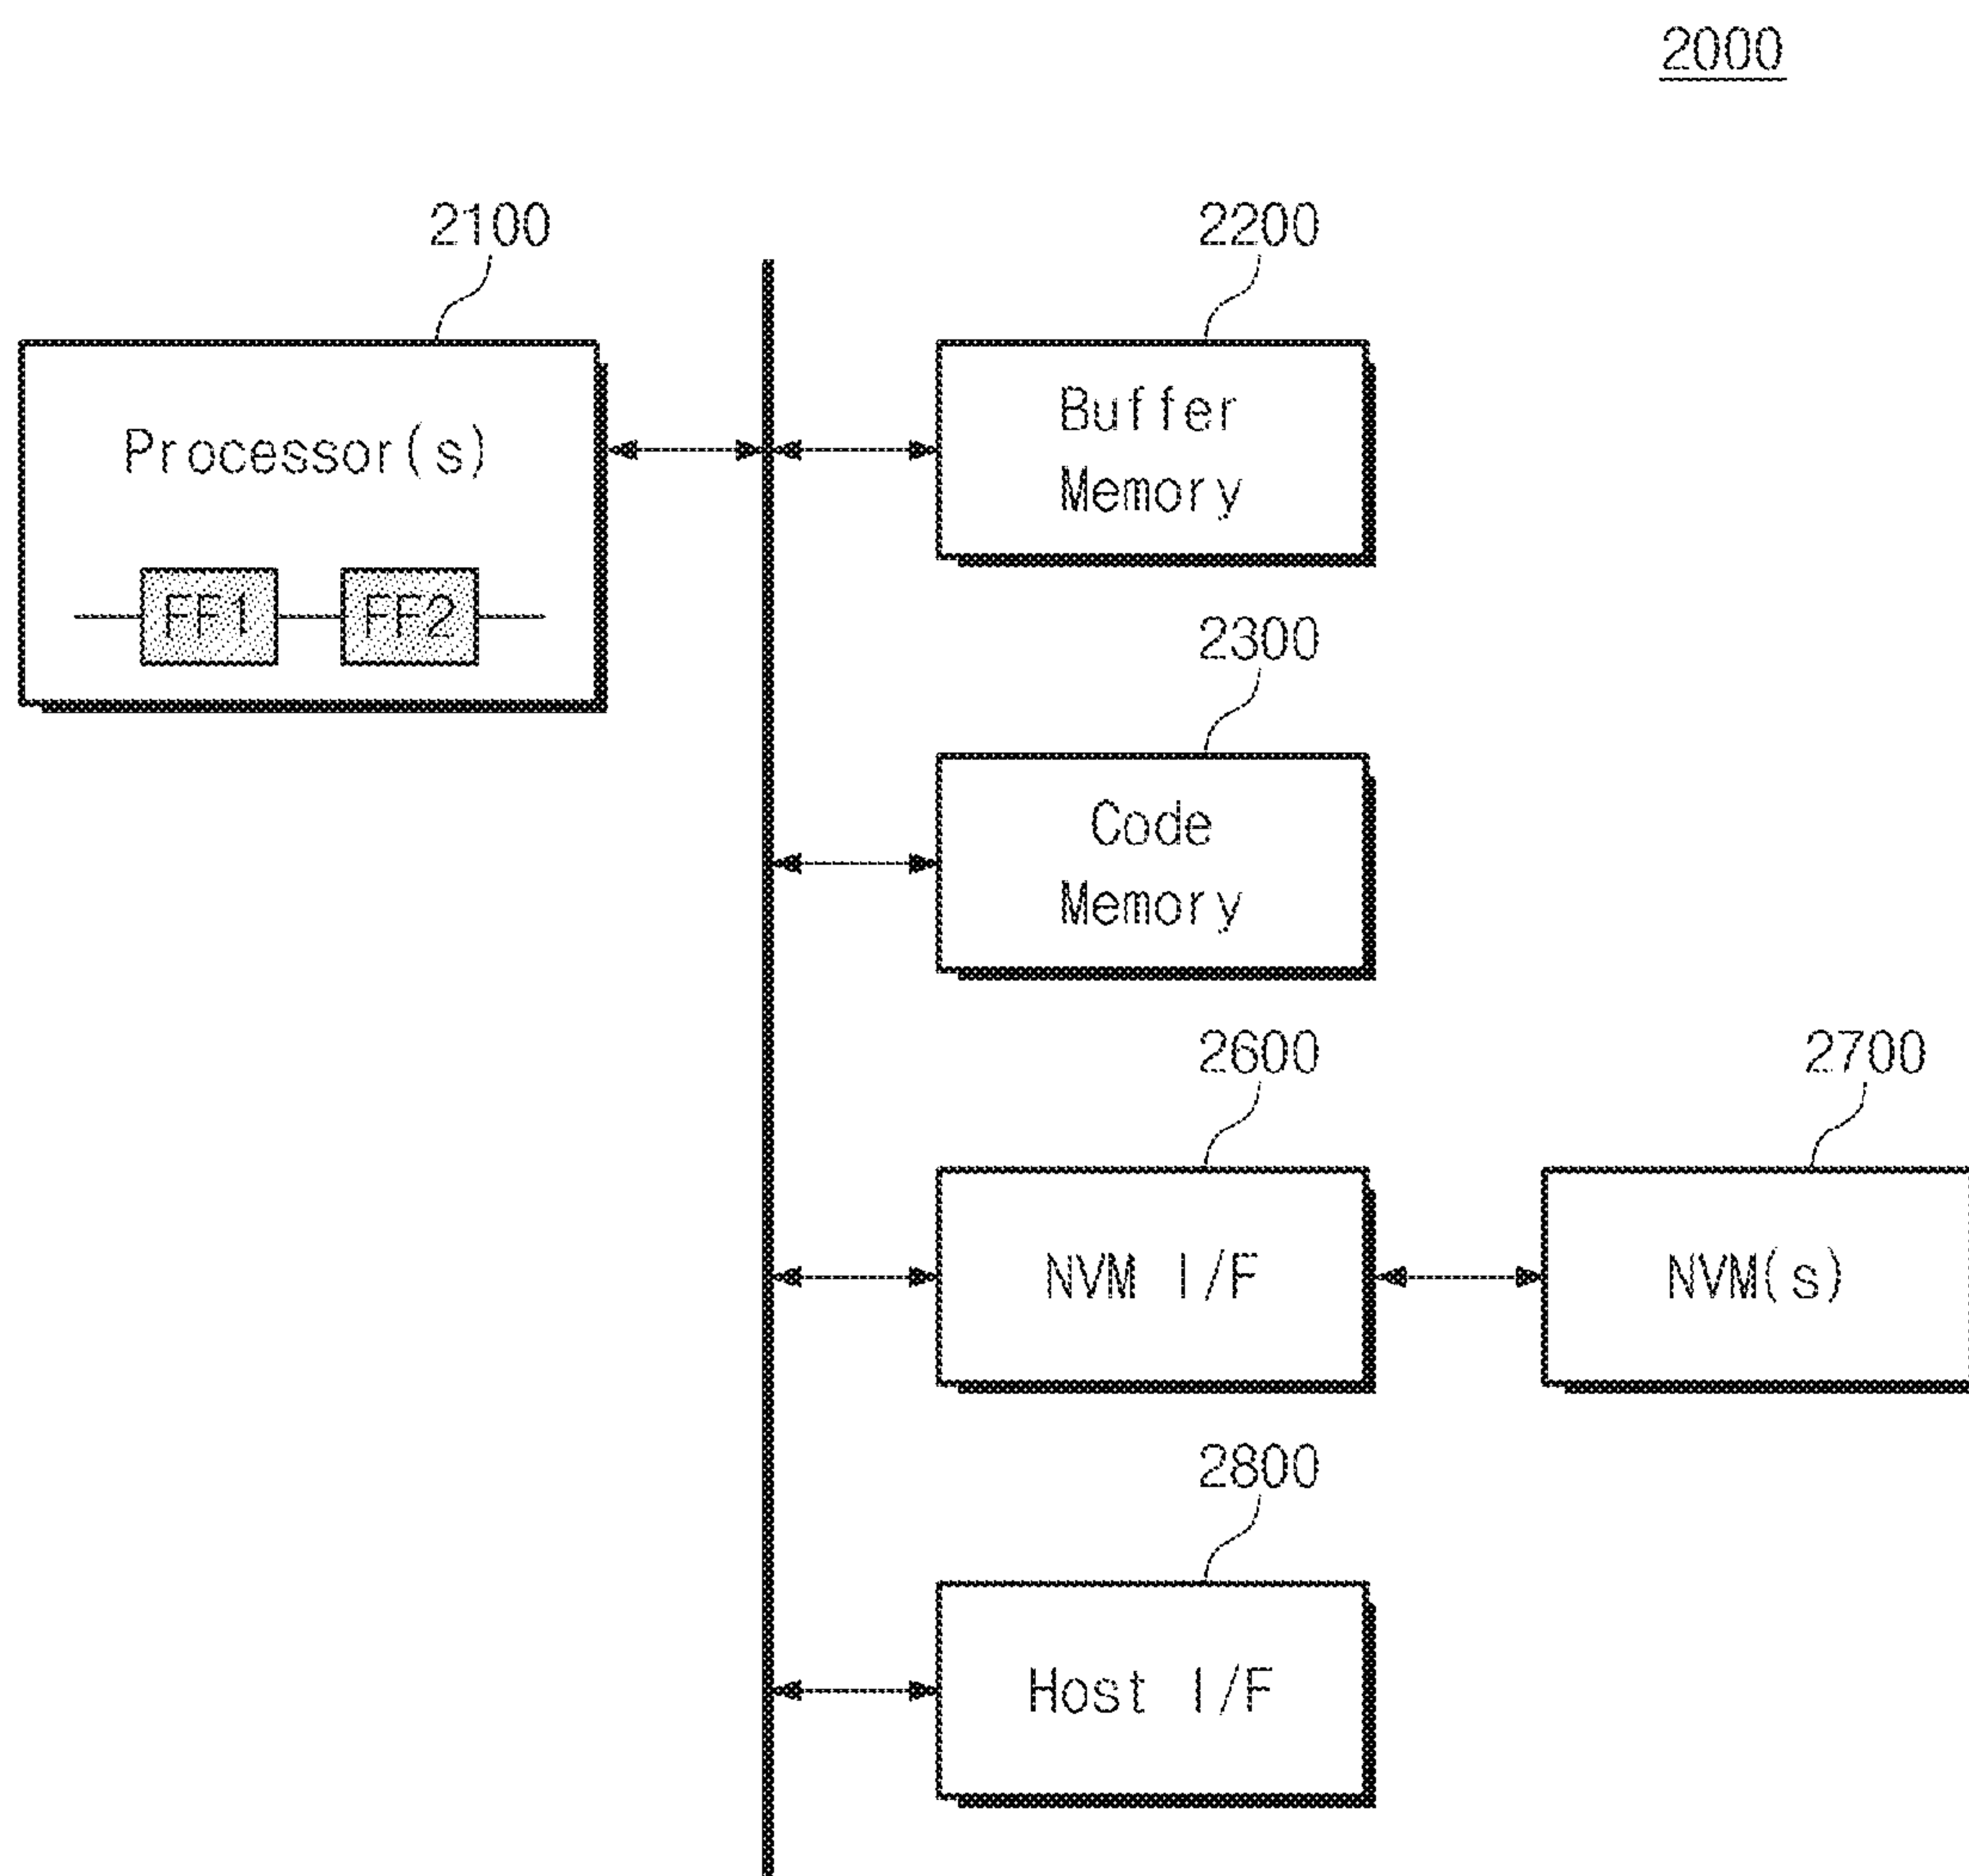 2000
2100
2200
Processor(s)
Buffer
Memory
FF1
FF2
2300
Code
Memory
2600
2700
NVM I/F
NVM(s)
2800
Host I/F